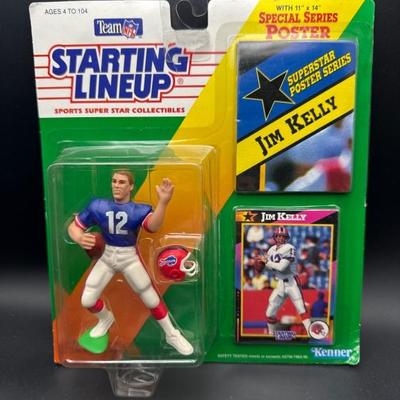 AGES 4 TO 104
Team NFL
STARTING
LINEUP
SPORTS SUPER STAR COLLECTIBLES
WITH 11" x 14"
SPECIAL SERIES
POSTER
SUPERSTAR
POSTER SERIES
JIM KELLY
12
JIM KELLY
12
Kenner